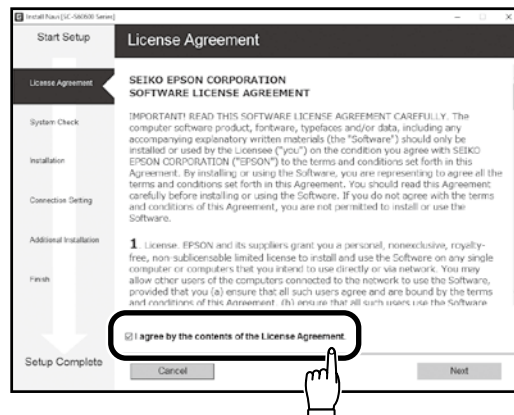 Install Navi [SC-S80600 Series]
Start Setup
License Agreement
License Agreement
System Check
Installation
Connection Setting
Additional Installation
Finish
Setup Complete
SEIKO EPSON CORPORATION
SOFTWARE LICENSE AGREEMENT
IMPORTANT! READ THIS SOFTWARE LICENSE AGREEMENT CAREFULLY. The
computer software product, fontware, typefaces and/or data, including any
accompanying explanatory written materials (the "Software") should only be
installed or used by the Licensee ("you") on the condition you agree with SEIKO
EPSON CORPORATION ("EPSON") to the terms and conditions set forth in this
Agreement. By installing or using the Software, you are representing to agree all the
terms and conditions set forth in this Agreement. You should read this Agreement
carefully before installing or using the Software. If you do not agree with the terms
and conditions of this Agreement, you are not permitted to install or use the
Software.
1. License. EPSON and its suppliers grant you a personal, nonexclusive, royalty-
free, non-sublicensable limited license to install and use the Software on any single
computer or computers that you intend to use directly or via network. You may
allow other users of the computers connected to the network to use the Software,
provided that you (a) ensure that all such users agree and are bound by the terms
and conditions of this Agreement, (b) ensure that all such users use the Software
I agree by the contents of the License Agreement.
Cancel
Next